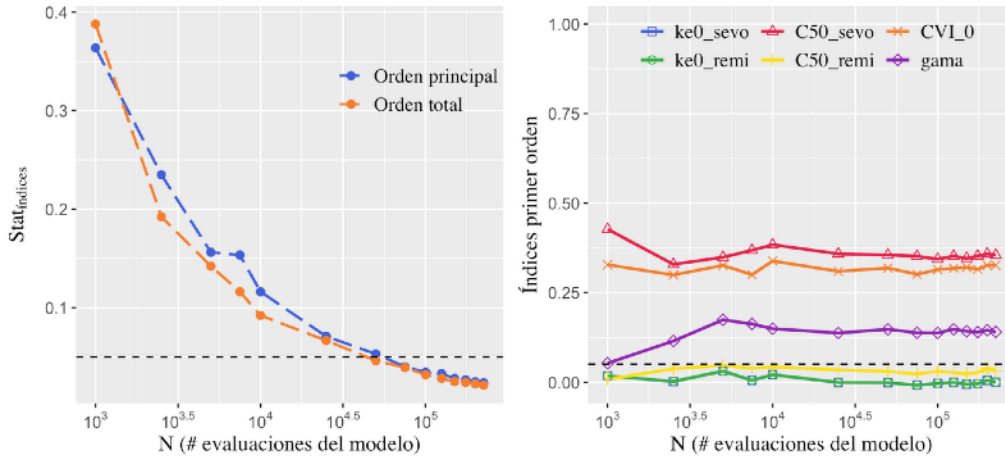 0.4
0.3
0.2
0.1
Stat_índices
Orden principal
Orden total
10^3
10^3.5
10^4
10^4.5
10^5
N (# evaluaciones del modelo)
1.00
0.75
0.50
0.25
0.00
Índices primer orden
ke0_sevo C50_sevo CVI_0
ke0_remi C50_remi gama
10^3
10^3.5
10^4
10^4.5
10^5
N (# evaluaciones del modelo)